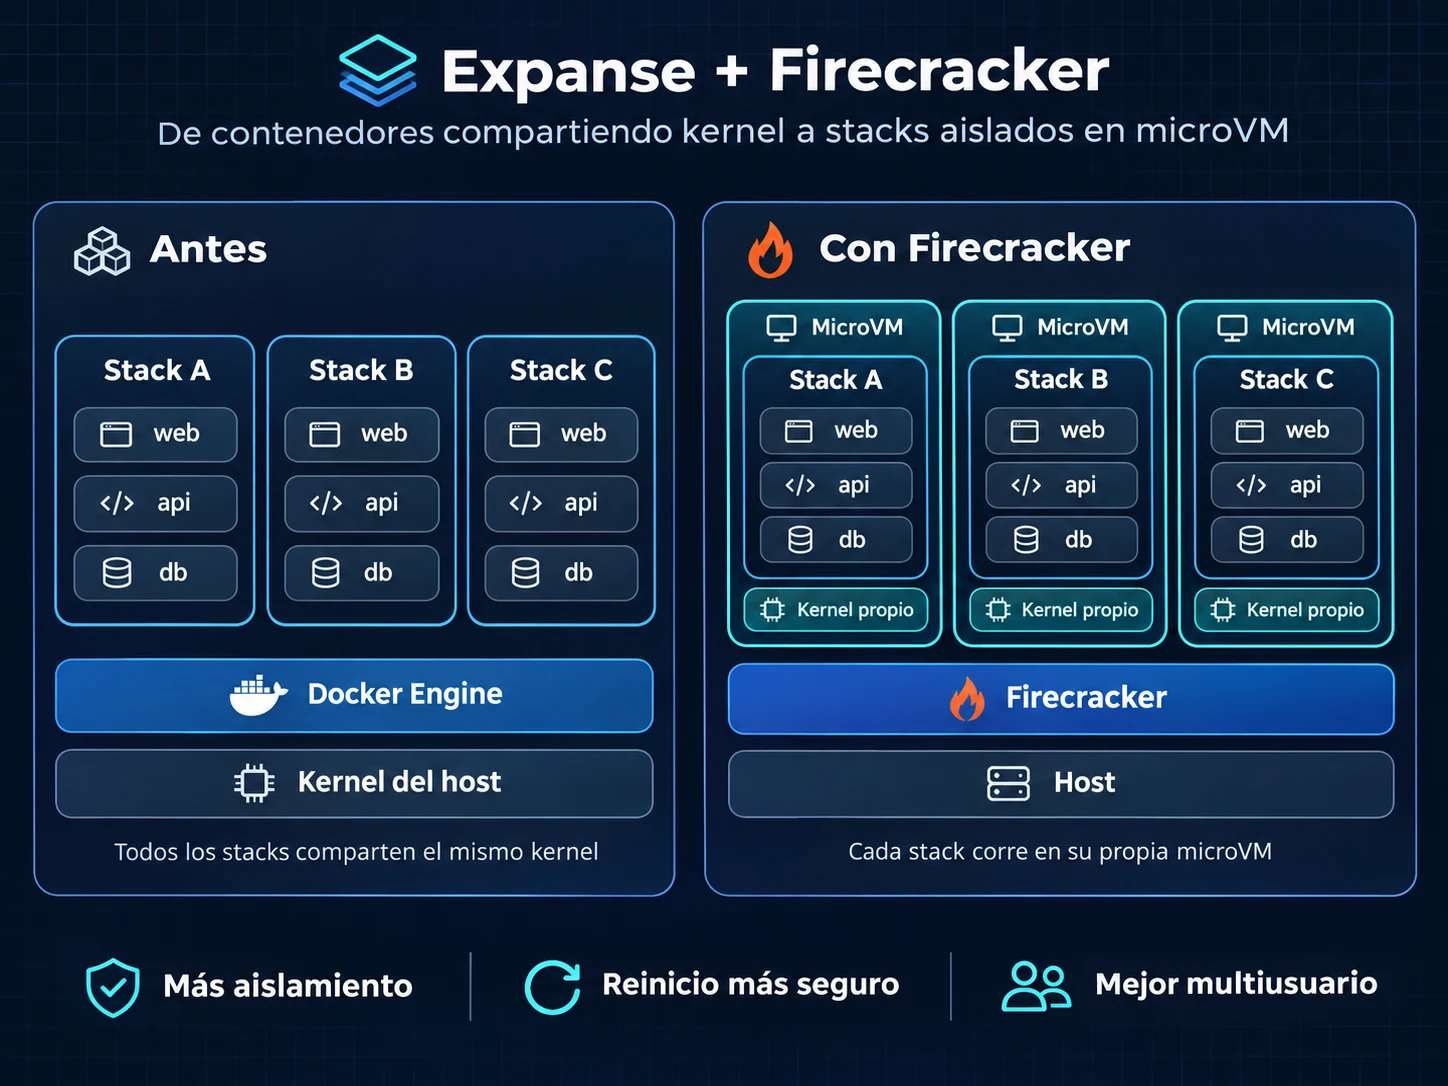 Expanse + Firecracker
De contenedores compartiendo kernel a stacks aislados en microVM
Antes
Stack A
web
api
db
Stack B
web
api
db
Stack C
web
api
db
Docker Engine
Kernel del host
Todos los stacks comparten el mismo kernel
Con Firecracker
MicroVM
Stack A
web
api
db
Kernel propio
MicroVM
Stack B
web
api
db
Kernel propio
MicroVM
Stack C
web
api
db
Kernel propio
Firecracker
Host
Cada stack corre en su propia microVM
Más aislamiento
Reinicio más seguro
Mejor multiusuario